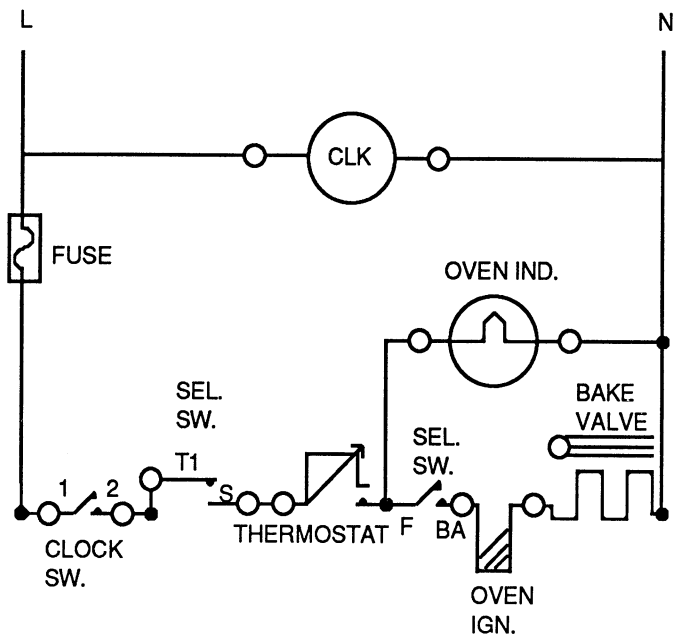 L
N
CLK
FUSE
OVEN IND.
SEL.
SW.
BAKE
VALVE
T1
SEL.
SW.
1
2
S
THERMOSTAT
F
BA
CLOCK
SW.
OVEN
IGN.